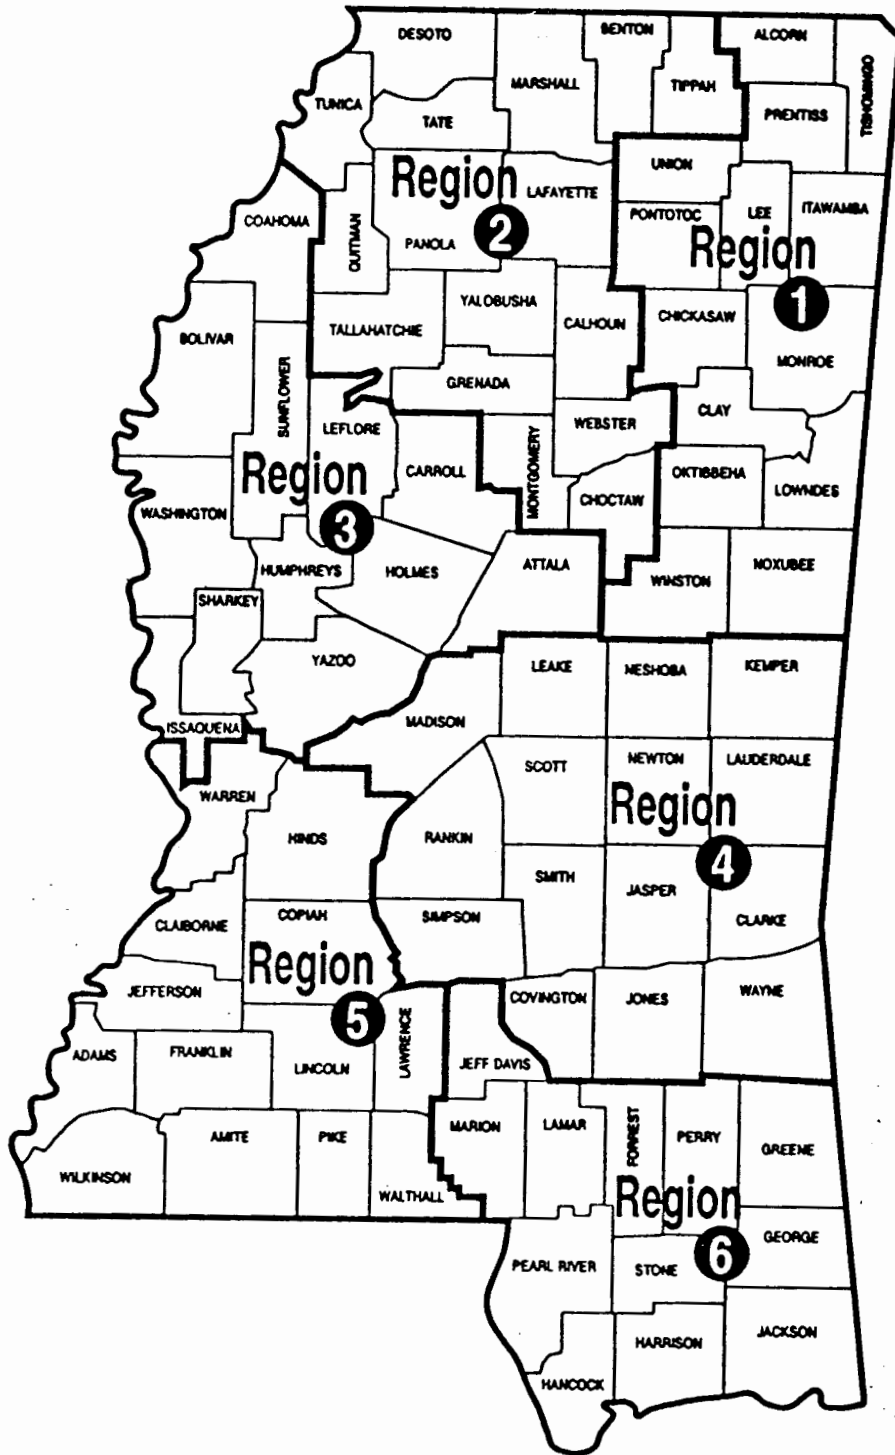 DESOTO
BENTON
ALCORN
MARSHALL
TIPPAH
TISHOMINGO
TUNICA
TATE
PRENTISS
Region
2
UNION
LAFAYETTE
COAHOMA
QUITMAN
PANOLA
PONTOTOC
LEE
ITAWAMBA
Region
1
BOLIVAR
TALLAHATCHIE
YALOBUSHA
CALHOUN
CHICKASAW
MONROE
SUNFLOWER
GRENADA
LEFLORE
WEBSTER
CLAY
Region
3
CARROLL
MONTGOMERY
CHOCTAW
OKTIBBEHA
LOWNDES
WASHINGTON
HUMPHREYS
HOLMES
ATTALA
WINSTON
NOXUBEE
SHARKEY
YAZOO
LEAKE
NESHOBA
KEMPER
ISSAQUENA
MADISON
SCOTT
NEWTON
LAUDERDALE
WARREN
Region
4
HINDS
RANKIN
SMITH
JASPER
CLARKE
CLAIBORNE
COPIAH
SIMPSON
Region
5
JEFFERSON
COVINGTON
JONES
WAYNE
ADAMS
FRANKLIN
LINCOLN
LAWRENCE
JEFF DAVIS
AMITE
PIKE
MARION
LAMAR
FORREST
PERRY
GREENE
WILKINSON
WALTHALL
Region
6
PEARL RIVER
STONE
GEORGE
HARRISON
JACKSON
HANCOCK